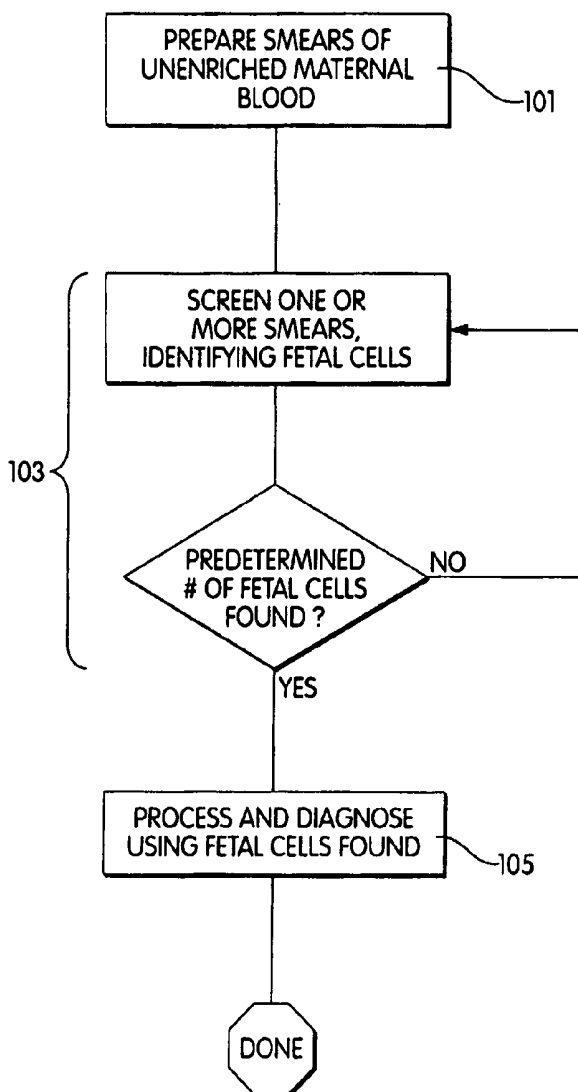 PREPARE SMEARS OF
UNENRICHED MATERNAL
BLOOD
101
SCREEN ONE OR
MORE SMEARS,
IDENTIFYING FETAL CELLS
103
PREDETERMINED
# OF FETAL CELLS
FOUND ?
NO
YES
PROCESS AND DIAGNOSE
USING FETAL CELLS FOUND
105
DONE